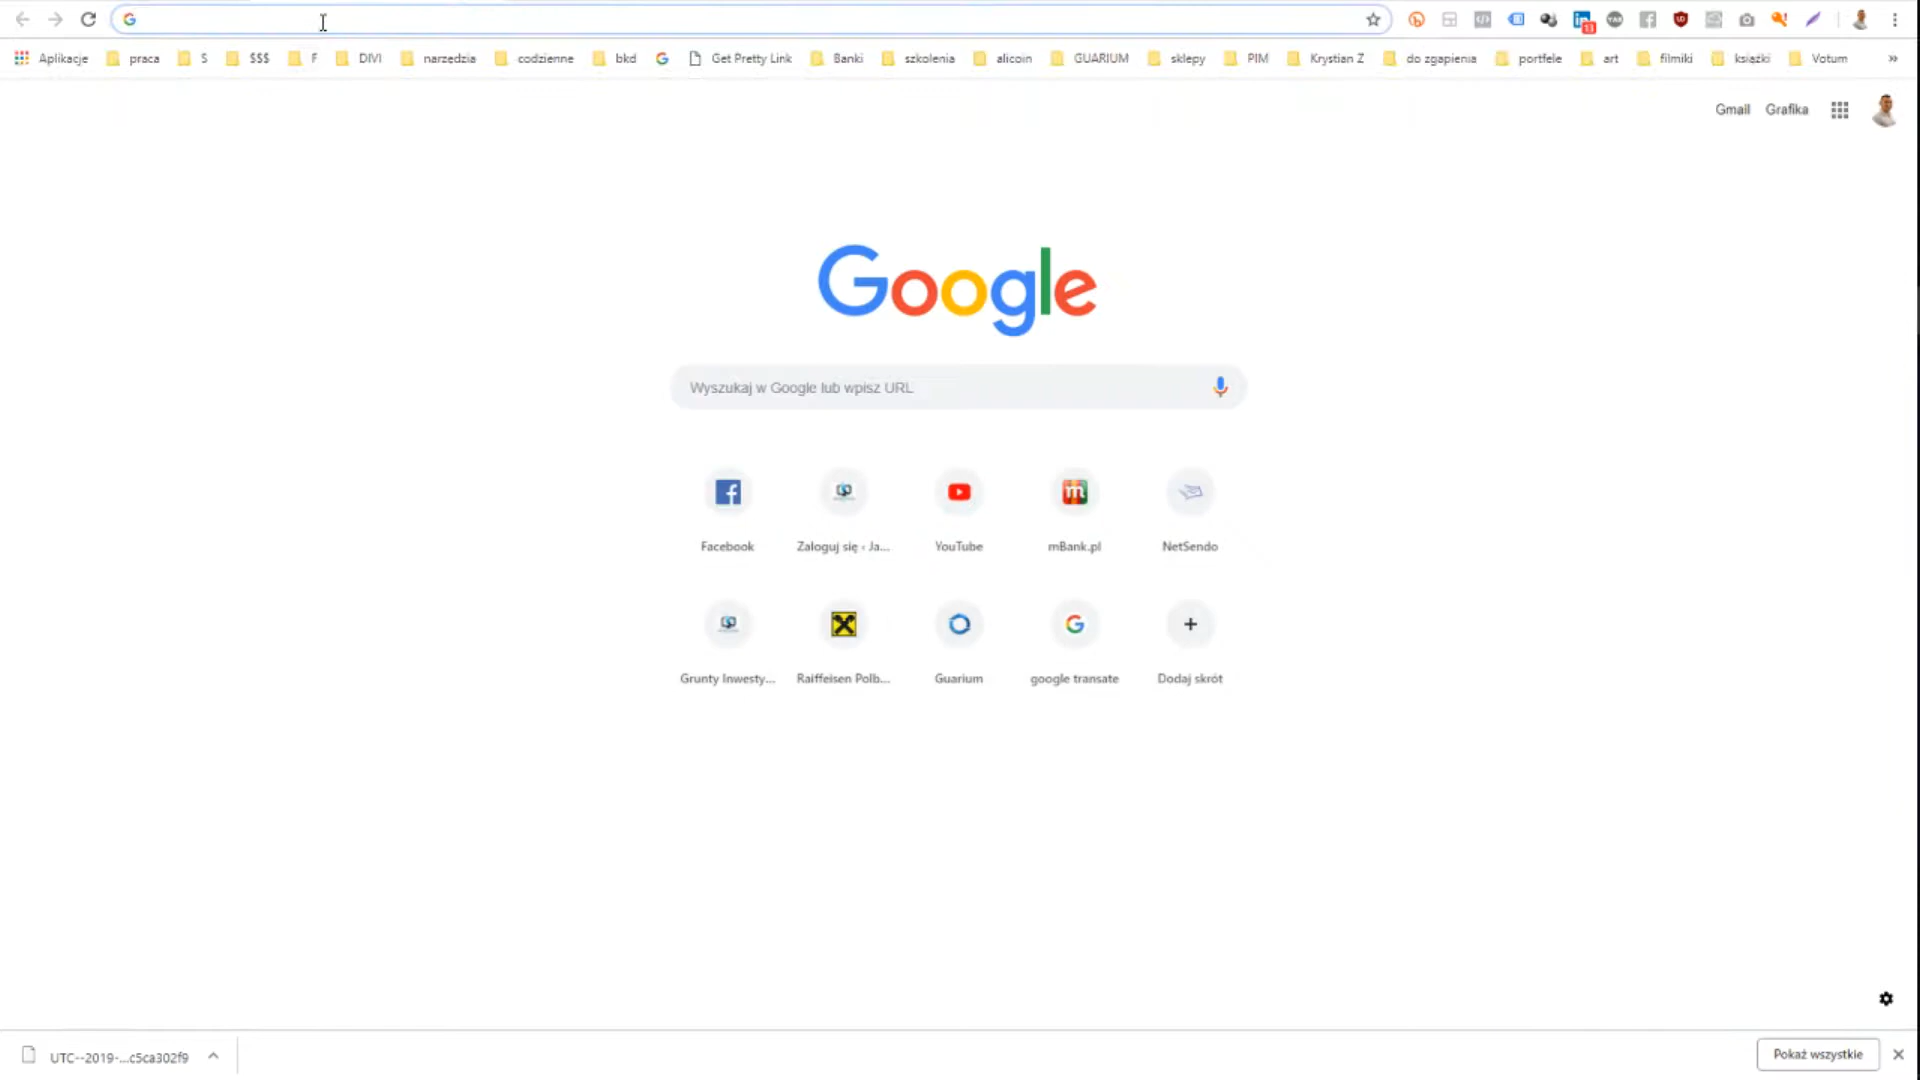 Aplikacje praca S $$$ F DIVI narzędzia codzienne bkd Get Pretty Link Banki szkolenia alicoin GUARIUM sklepy PIM Krystian Z do zgapienia portfele art filmiki książki Votum »
Gmail Grafika
Google
Wyszukaj w Google lub wpisz URL
Facebook Zaloguj się ‹ Ja... YouTube mBank.pl NetSendo
Grunty Inwesty... Raiffeisen Polb... Guarium google transate Dodaj skrót
UTC--2019-...c5ca302f9 Pokaż wszystkie